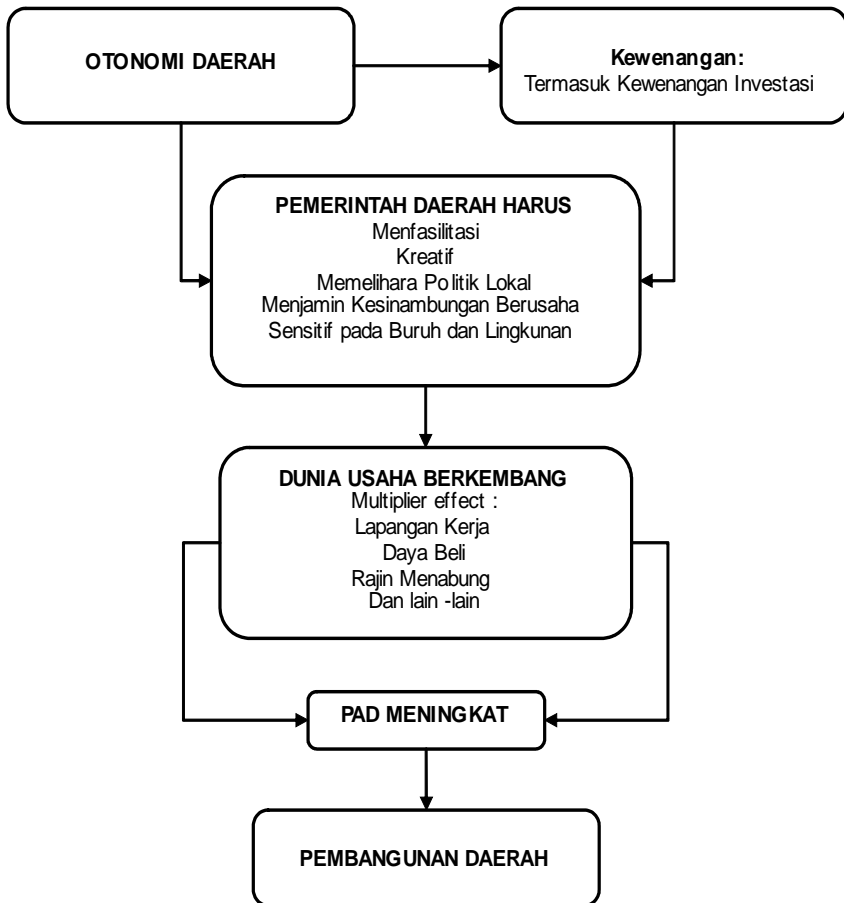 OTONOMI DAERAH
Kewenangan:
Termasuk Kewenangan Investasi
PEMERINTAH DAERAH HARUS
Menfasilitasi
Kreatif
Memelihara Politik Lokal
Menjamin Kesinambungan Berusaha
Sensitif pada Buruh dan Lingkunan
DUNIA USAHA BERKEMBANG
Multiplier effect :
Lapangan Kerja
Daya Beli
Rajin Menabung
Dan lain -lain
PAD MENINGKAT
PEMBANGUNAN DAERAH